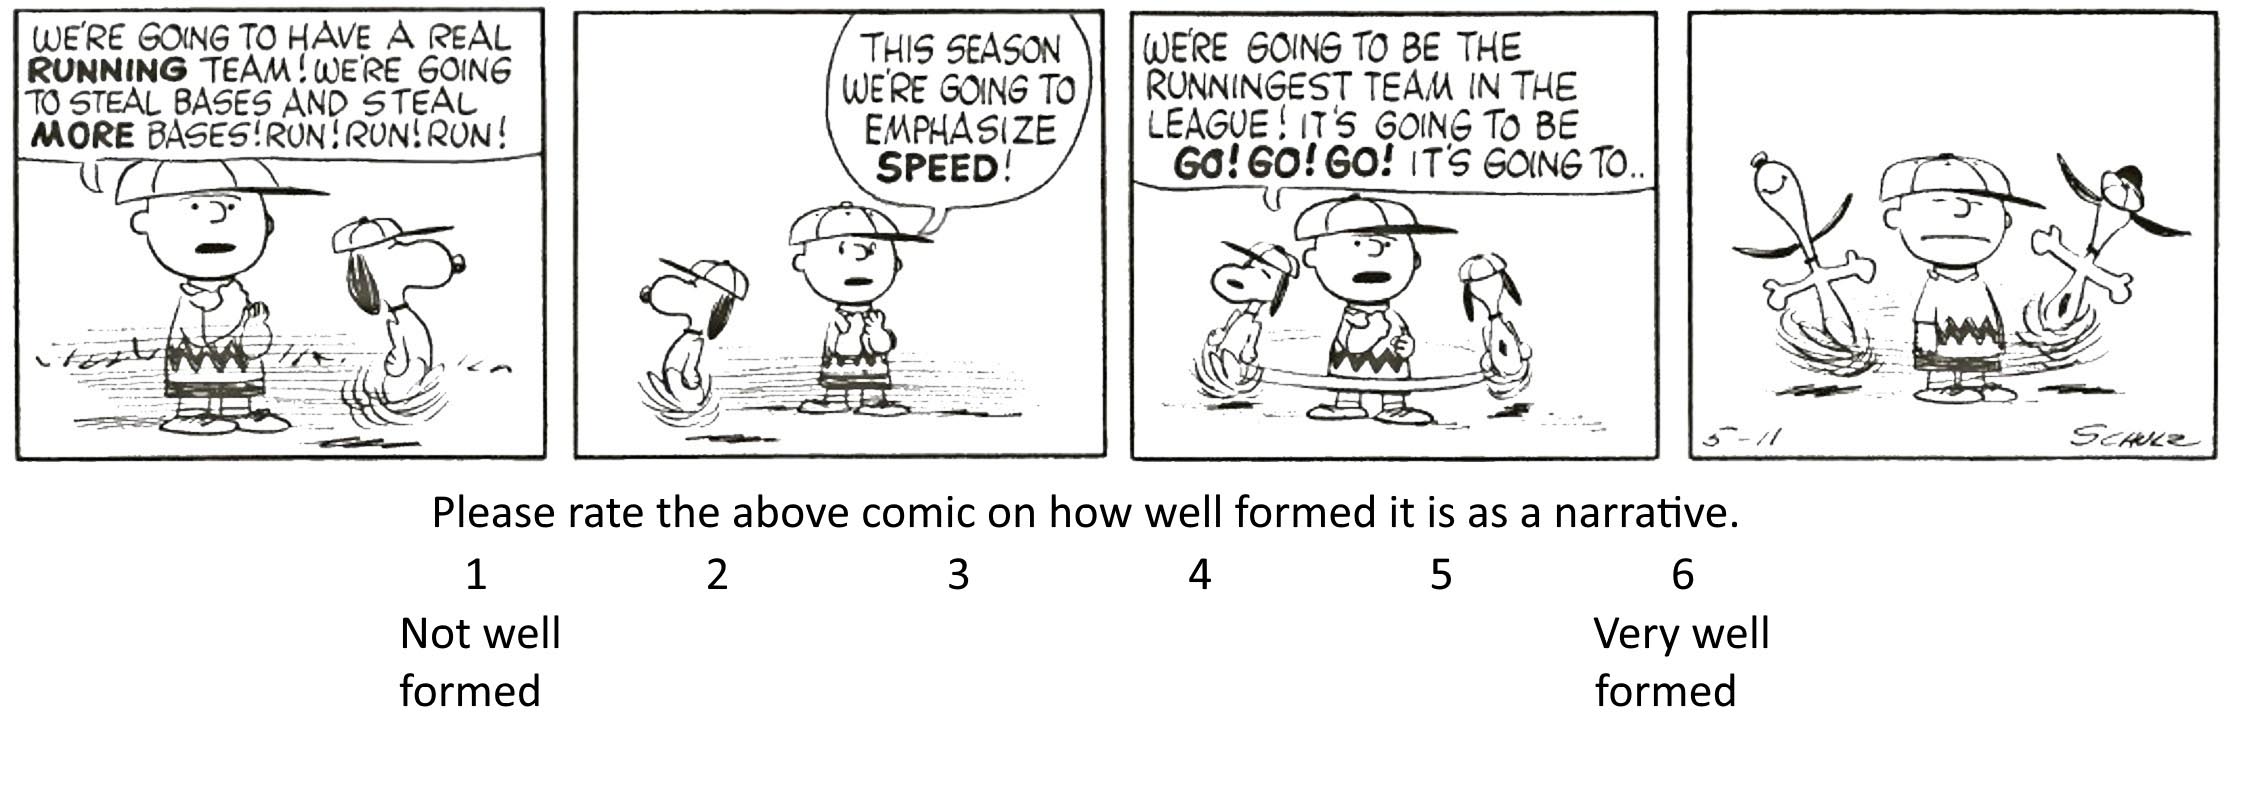 WE'RE GOING TO HAVE A REAL
RUNNING TEAM! WE'RE GOING
TO STEAL BASES AND STEAL
MORE BASES! RUN! RUN! RUN!
THIS SEASON
WE'RE GOING TO
EMPHASIZE
SPEED!
WE'RE GOING TO BE THE
RUNNINGEST TEAM IN THE
LEAGUE! IT'S GOING TO BE
GO! GO! GO! IT'S GOING TO..
5-11
SCHULZ
Please rate the above comic on how well formed it is as a narrative.
1 2 3 4 5 6
Not well
formed
Very well
formed